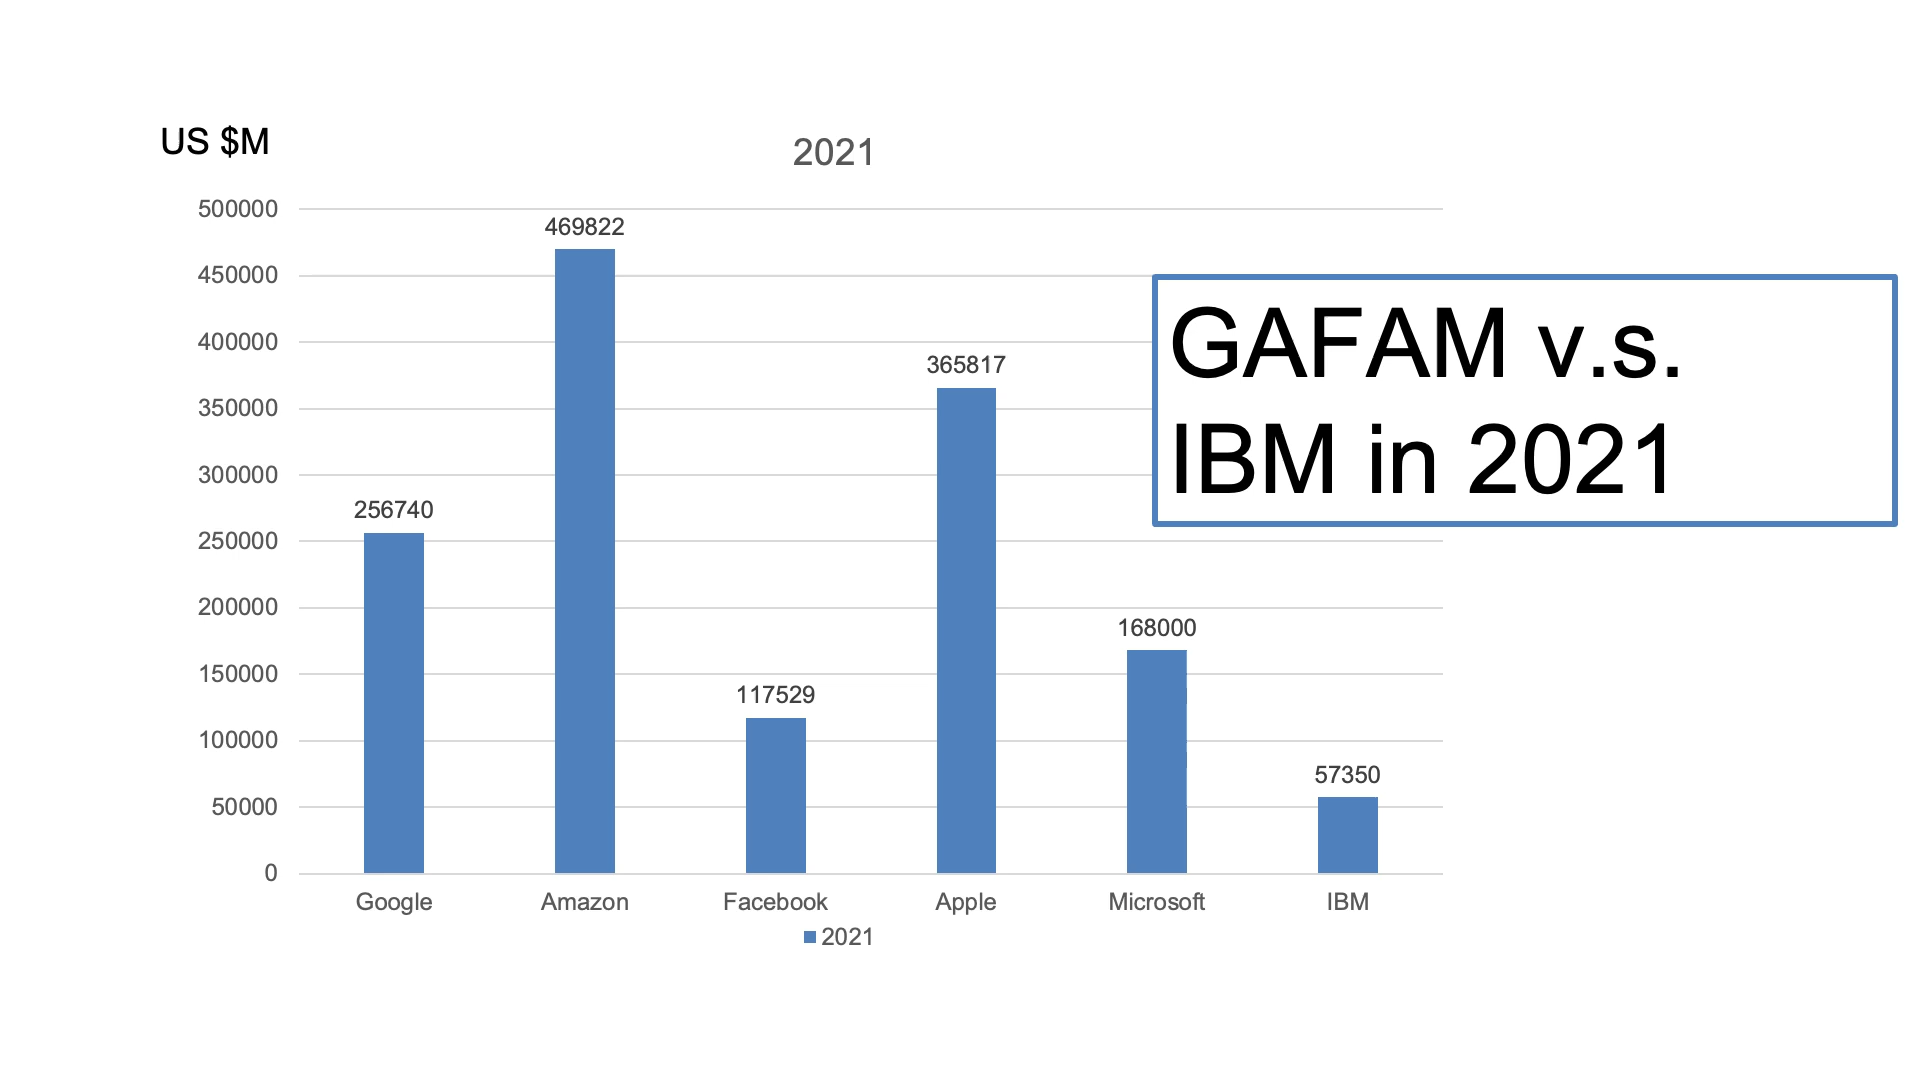 US $M
2021
500000
450000
400000
350000
300000
250000
200000
150000
100000
50000
0
256740
469822
117529
365817
168000
57350
Google
Amazon
Facebook
Apple
Microsoft
IBM
2021
GAFAM v.s.
IBM in 2021